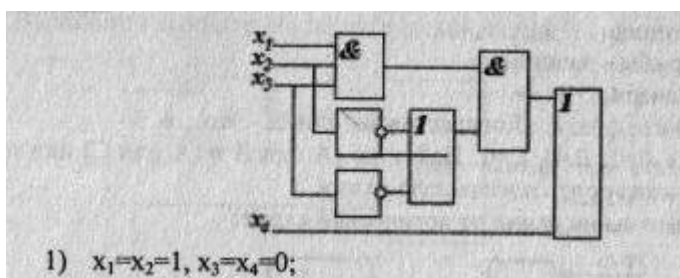 x₁
&
x₂
&
x₃
1
1
x₄
1) x₁=x₂=1, x₃=x₄=0;